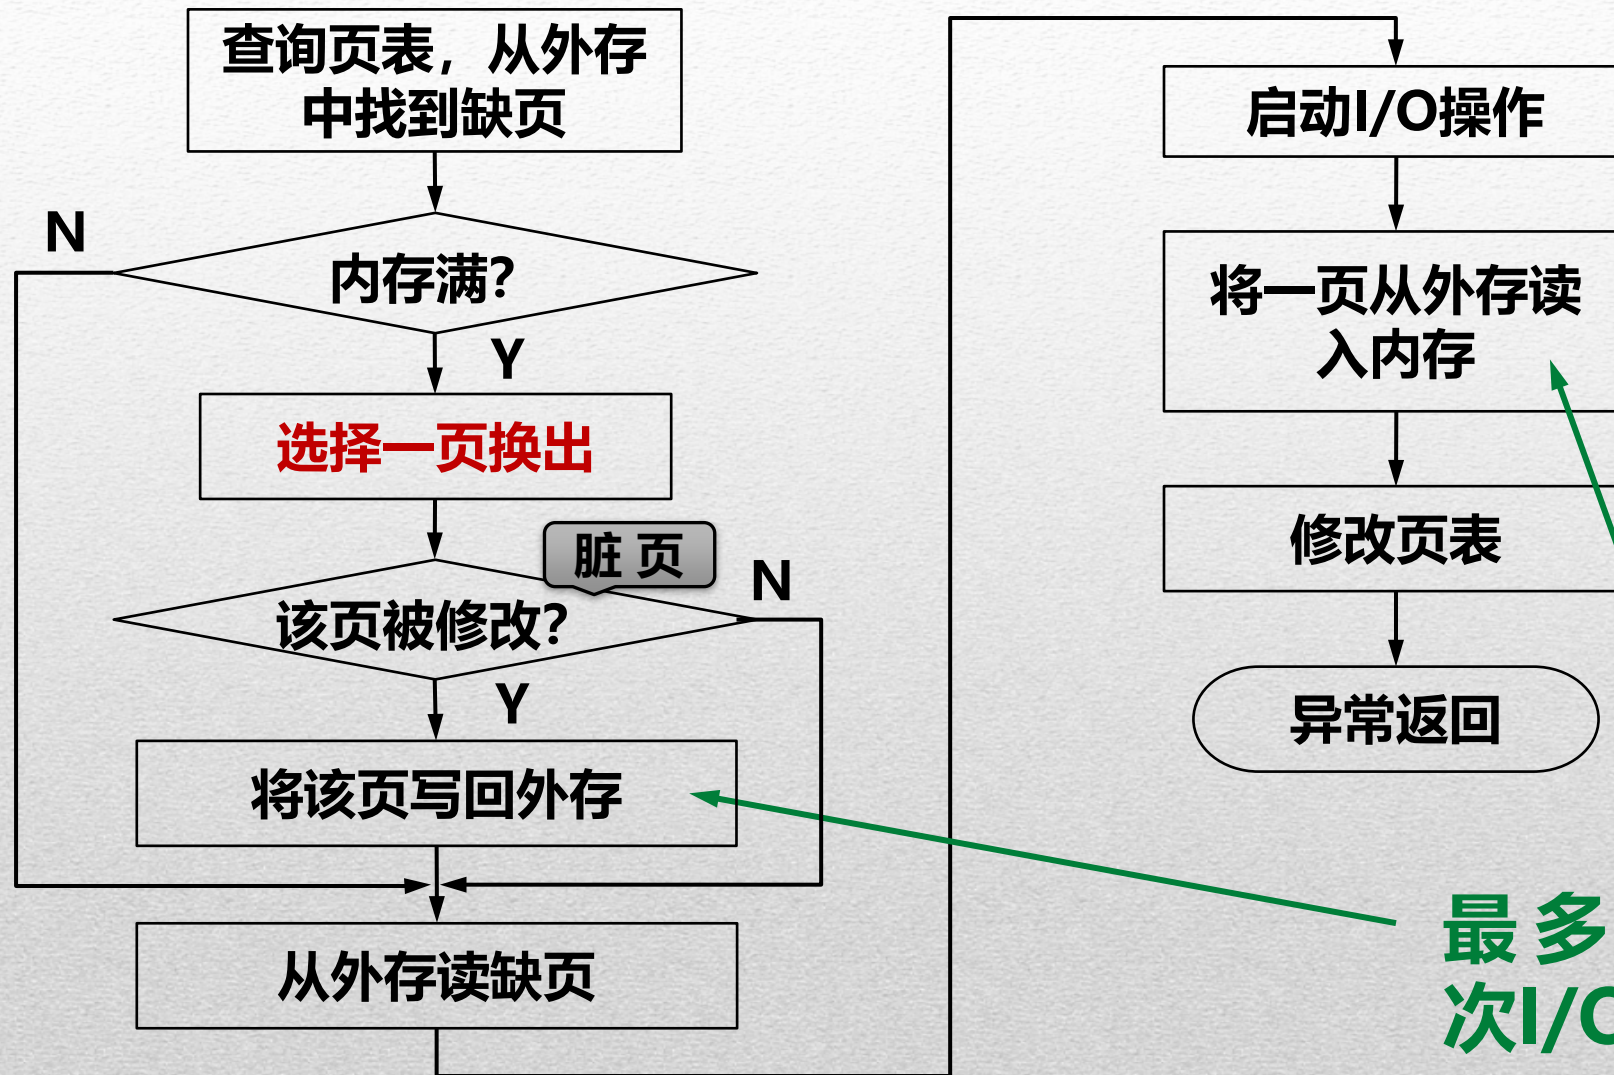 查询页表，从外存
中找到缺页
N
内存满?
Y
选择一页换出
脏 页
N
该页被修改?
Y
将该页写回外存
从外存读缺页
启动I/O操作
将一页从外存读
入内存
修改页表
异常返回
最 多
次I/O